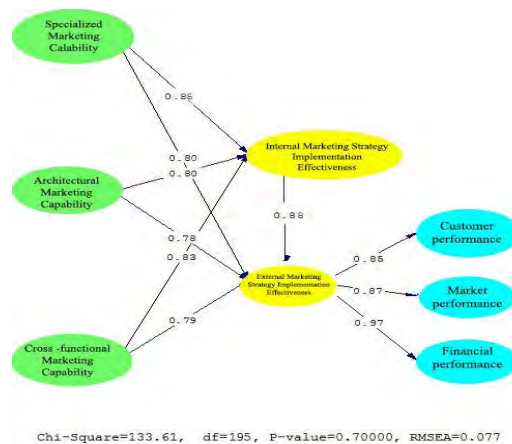 Specialized
Marketing
Calability
0.85
Internal Marketing Strategy
Implementation
Effectiveness
0.80
0.80
Architectural
Marketing
Capability
0.88
Customer
performance
0.78
0.83
0.85
External Marketing
Strategy Implementation
Effectiveness
0.87
Market
performance
0.79
0.97
Cross -functional
Marketing
Capability
Financial
performance
Chi-Square=133.61, df=195, P-value=0.70000, RMSEA=0.077